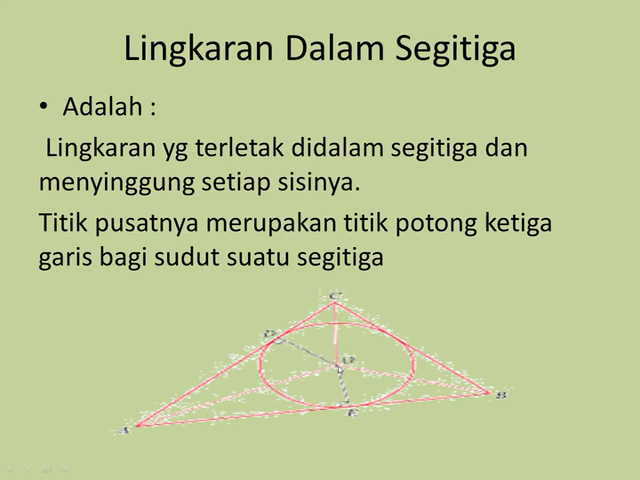 Lingkaran Dalam Segitiga
• Adalah :
Lingkaran yg terletak didalam segitiga dan
menyinggung setiap sisinya.
Titik pusatnya merupakan titik potong ketiga
garis bagi sudut suatu segitiga
C
D
O
B
A
E